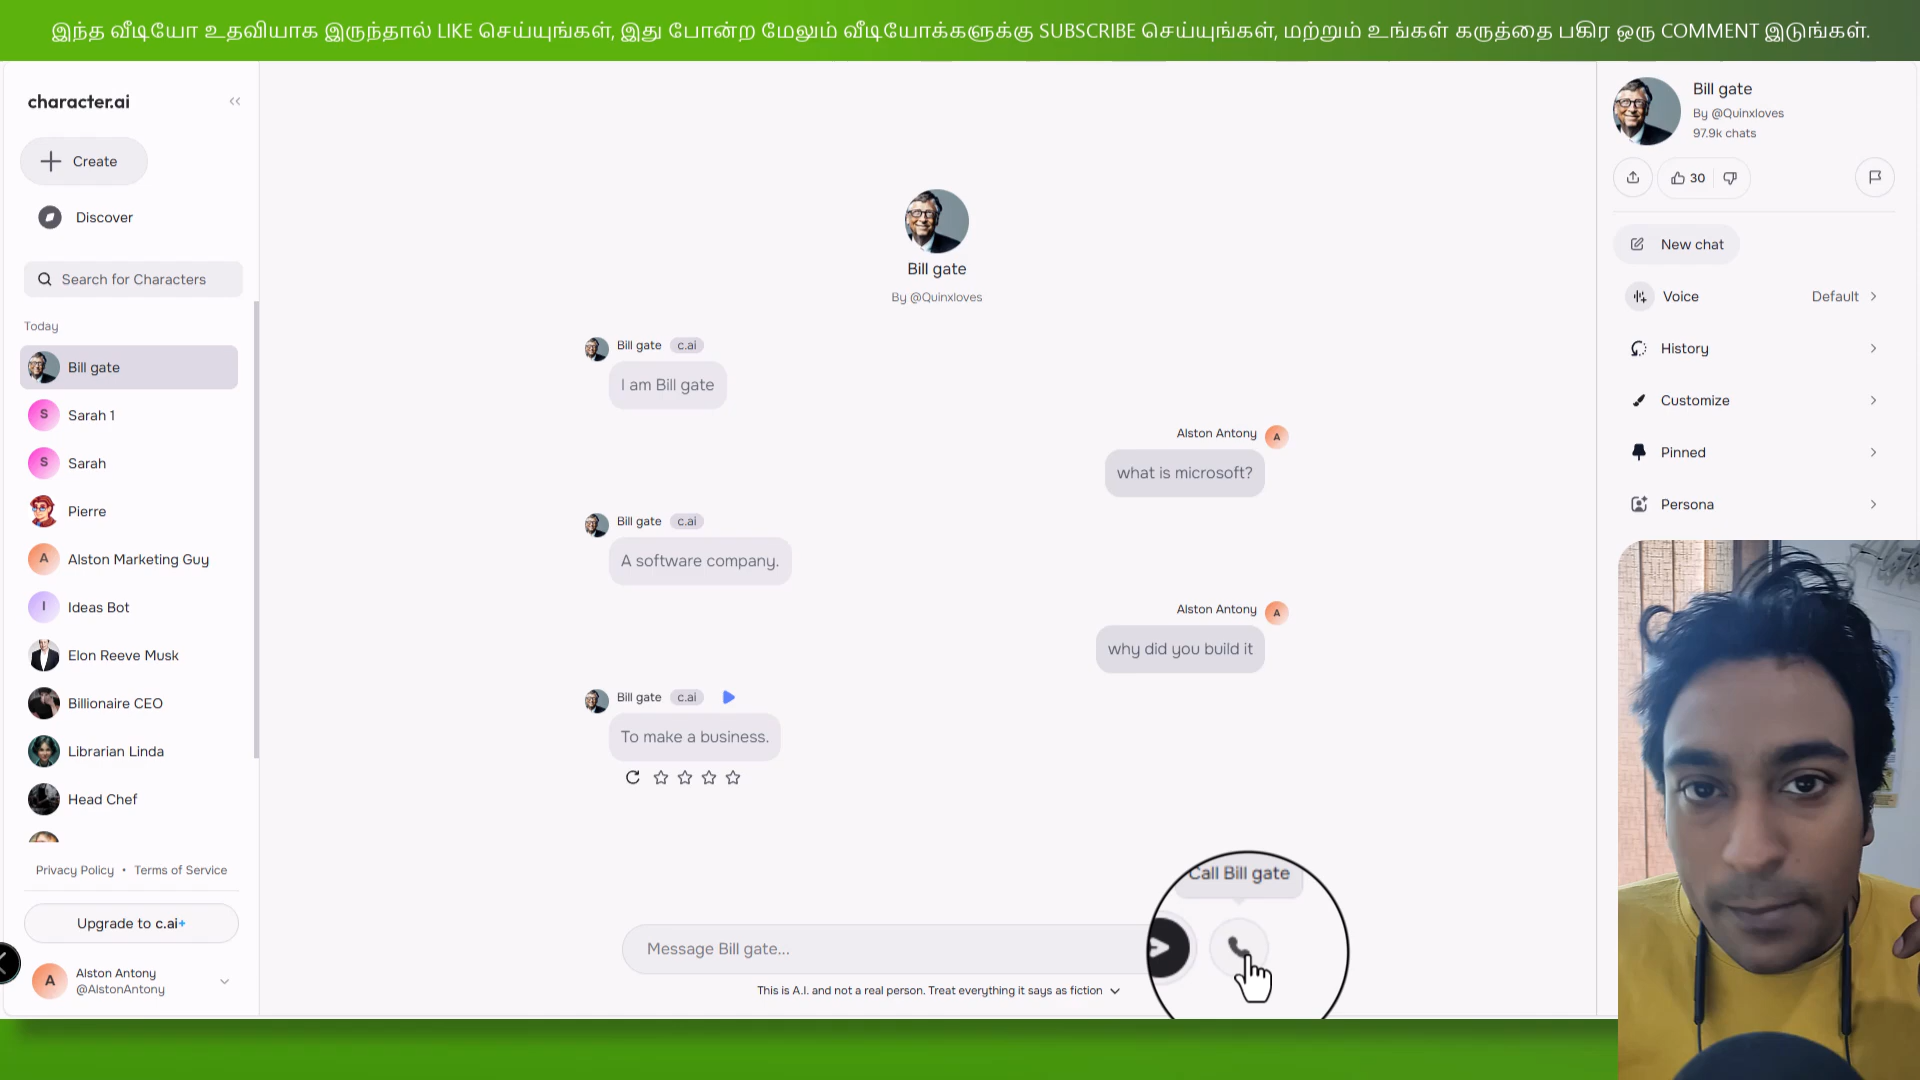 இந்த வீடியோ உதவியாக இருந்தால் LIKE செய்யுங்கள், இது போன்ற மேலும் வீடியோக்களுக்கு SUBSCRIBE செய்யுங்கள், மற்றும் உங்கள் கருத்தை பகிர ஒரு COMMENT இடுங்கள்.
character.ai
Create
Discover
Search for Characters
Today
Bill gate
S
Sarah 1
S
Sarah
Pierre
A
Alston Marketing Guy
I
Ideas Bot
Elon Reeve Musk
Billionaire CEO
Librarian Linda
Head Chef
Privacy Policy • Terms of Service
Upgrade to c.ai+
A
Alston Antony
@AlstonAntony
Bill gate
By @Quinxloves
Bill gate c.ai
I am Bill gate
Alston Antony A
what is microsoft?
Bill gate c.ai
A software company.
Alston Antony A
why did you build it
Bill gate c.ai
To make a business.
Call Bill gate
Message Bill gate...
This is A.I. and not a real person. Treat everything it says as fiction
Bill gate
By @Quinxloves
97.9k chats
30
New chat
Voice Default
History
Customize
Pinned
Persona